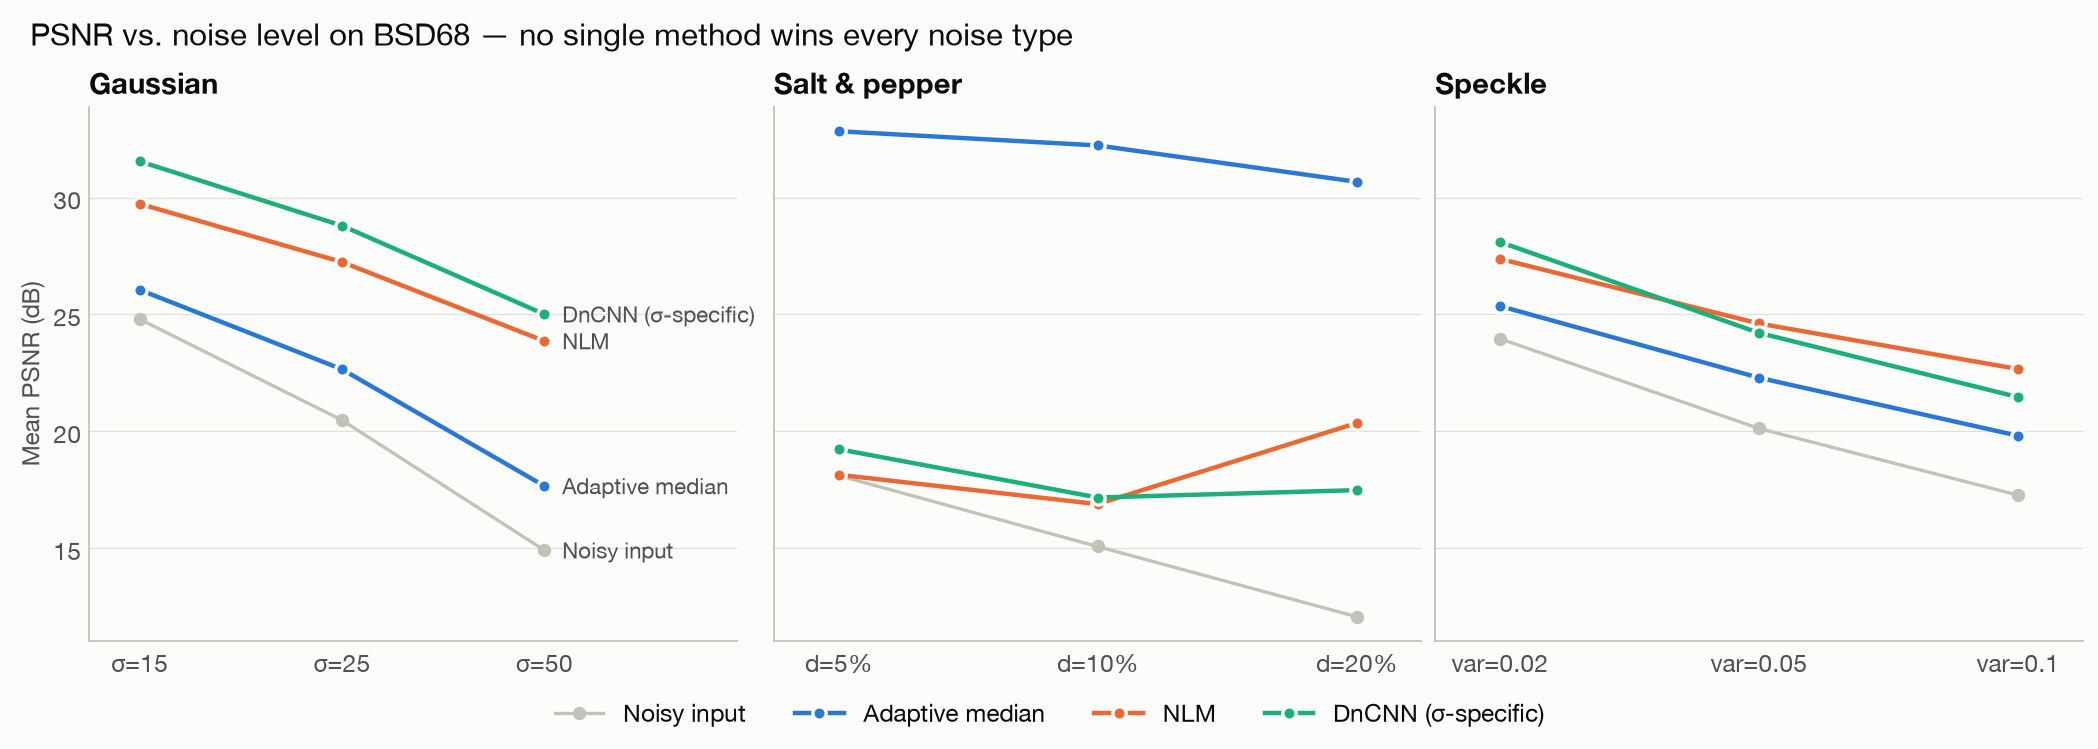 PSNR vs. noise level on BSD68 — no single method wins every noise type
Gaussian
Salt & pepper
Speckle
Mean PSNR (dB)
30
25
20
15
DnCNN (σ-specific)
NLM
Adaptive median
Noisy input
σ=15 σ=25 σ=50
d=5% d=10% d=20%
var=0.02 var=0.05 var=0.1
Noisy input Adaptive median NLM DnCNN (σ-specific)